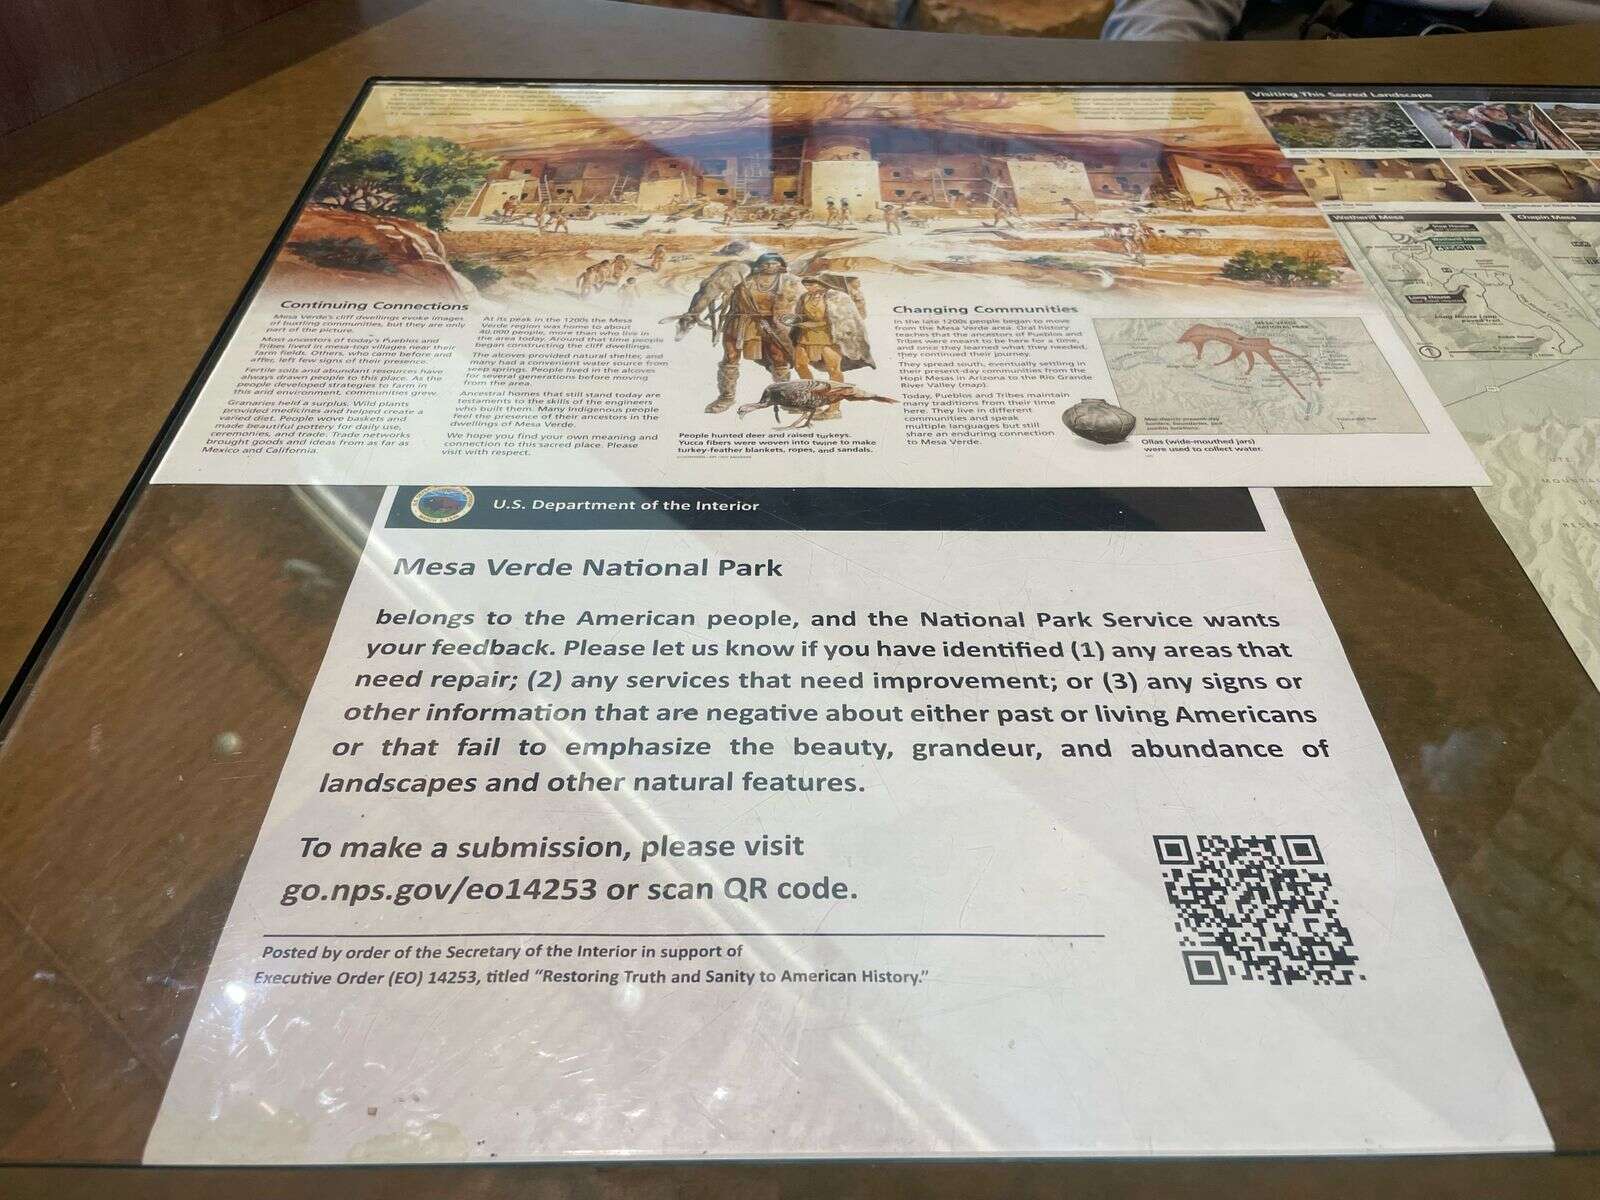 Visiting This Sacred Landscape
Wetherill Mesa
Chapin Mesa
Step House
Long House
MESA VERDE
NATIONAL PARK
Continuing Connections
Mesa Verde's cliff dwellings evoke images
of bustling communities, but they are only
part of the picture.
Most ancestors of today's Pueblos and
Tribes lived in mesa-top villages near their
farm fields. Others, who came before and
after, left few signs of their presence.
Fertile soils and abundant resources have
always drawn people to this place. As the
people developed strategies to farm in
this arid environment, communities grew.
Granaries held a surplus. Wild plants
provided medicines and helped create a
varied diet. People wove baskets and
made beautiful pottery for daily use,
ceremonies, and trade. Trade networks
brought goods and ideas from as far as
Mexico and California.
At its peak in the 1200s the Mesa
Verde region was home to about
40,000 people, more than who live in
the area today. Around that time people
began constructing the cliff dwellings.
The alcoves provided natural shelter, and
many had a convenient water source from
seep springs. People lived in the alcoves
for several generations before moving
from the area.
Ancestral homes that still stand today are
testaments to the skills of the engineers
who built them. Many Indigenous people
feel the presence of their ancestors in the
dwellings of Mesa Verde.
We hope you find your own meaning and
connection to this sacred place. Please
visit with respect.
People hunted deer and raised turkeys.
Yucca fibers were woven into twine to make
turkey-feather blankets, ropes, and sandals.
Changing Communities
In the late 1200s people began to move
from the Mesa Verde area. Oral history
teaches that the ancestors of Pueblos and
Tribes were meant to be here for a time,
and once they learned what they needed,
they continued their journey.
They spread south, eventually settling in
their present-day communities from the
Hopi Mesas in Arizona to the Rio Grande
River Valley (map).
Today, Pueblos and Tribes maintain
many traditions from their time
here. They live in different
communities and speak
multiple languages but still
share an enduring connection
to Mesa Verde.
Ollas (wide-mouthed jars)
were used to collect water.
U.S. Department of the Interior
Mesa Verde National Park
belongs to the American people, and the National Park Service wants
your feedback. Please let us know if you have identified (1) any areas that
need repair; (2) any services that need improvement; or (3) any signs or
other information that are negative about either past or living Americans
or that fail to emphasize the beauty, grandeur, and abundance of
landscapes and other natural features.
To make a submission, please visit
go.nps.gov/eo14253 or scan QR code.
Posted by order of the Secretary of the Interior in support of
Executive Order (EO) 14253, titled “Restoring Truth and Sanity to American History.”